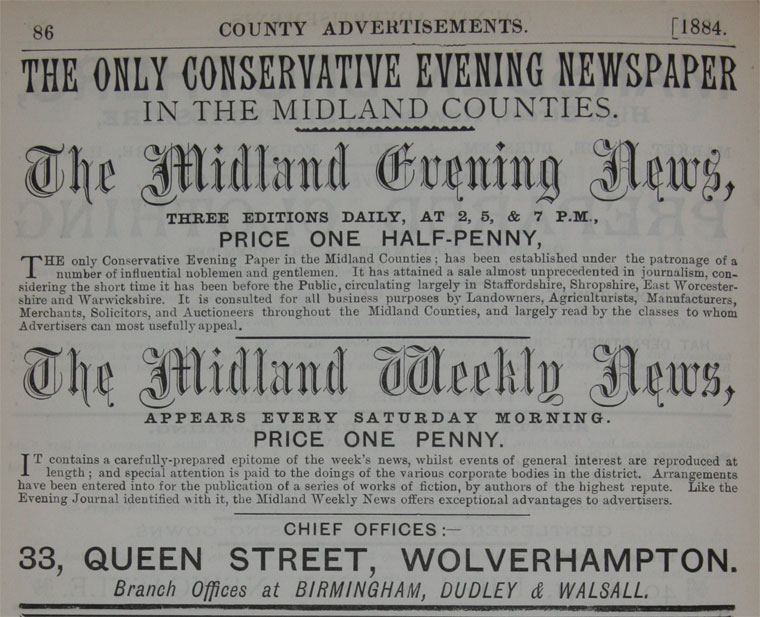 86 COUNTY ADVERTISEMENTS. [1884.
THE ONLY CONSERVATIVE EVENING NEWSPAPER
IN THE MIDLAND COUNTIES.
The Midland Evening News,
THREE EDITIONS DAILY, AT 2, 5, & 7 P.M.,
PRICE ONE HALF-PENNY,
THE only Conservative Evening Paper in the Midland Counties; has been established under the patronage of a
number of influential noblemen and gentlemen. It has attained a sale almost unprecedented in journalism, con-
sidering the short time it has been before the Public, circulating largely in Staffordshire, Shropshire, East Worcester-
shire and Warwickshire. It is consulted for all business purposes by Landowners, Agriculturists, Manufacturers,
Merchants, Solicitors, and Auctioneers throughout the Midland Counties, and largely read by the classes to whom
Advertisers can most usefully appeal.
The Midland Weekly News,
APPEARS EVERY SATURDAY MORNING.
PRICE ONE PENNY.
IT contains a carefully-prepared epitome of the week's news, whilst events of general interest are reproduced at
length; and special attention is paid to the doings of the various corporate bodies in the district. Arrangements
have been entered into for the publication of a series of works of fiction, by authors of the highest repute. Like the
Evening Journal identified with it, the Midland Weekly News offers exceptional advantages to advertisers.
CHIEF OFFICES:—
33, QUEEN STREET, WOLVERHAMPTON.
Branch Offices at BIRMINGHAM, DUDLEY & WALSALL.